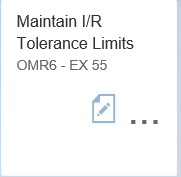 Maintain I/R
Tolerance Limits
OMR6 - EX 55
...